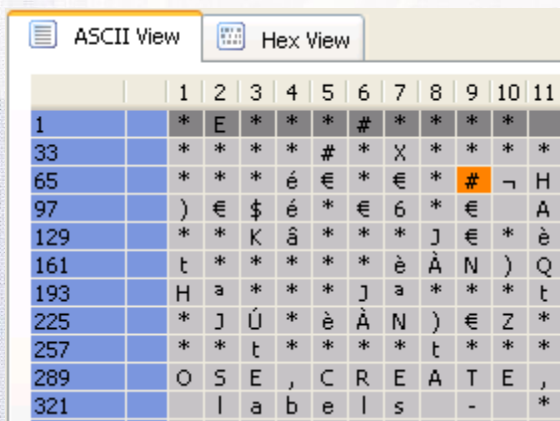 ASCII View Hex View
1 2 3 4 5 6 7 8 9 10 11
1 * E * * * # * * * *
33 * * * * # * X * * * *
65 * * * é € * € * # ¬ H
97 ) € $ é * € 6 * € A
129 * * K â * * * J € * è
161 t * * * * * è À N ) Q
193 H ª * * * J ª * * * t
225 * J Ú * è À N ) € Z *
257 * * t * * * * t * * *
289 O S E , C R E A T E ,
321 l a b e l s - *